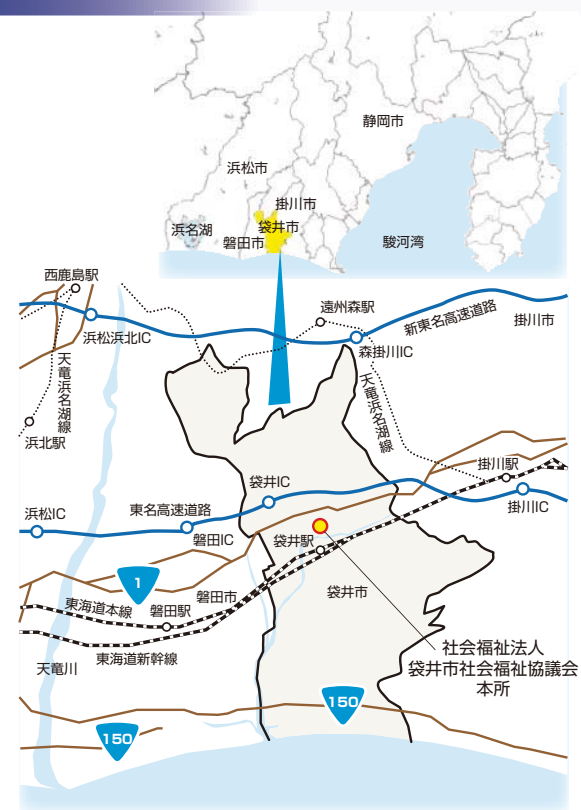 静岡市
浜松市
掛川市
浜名湖
袋井市
磐田市
駿河湾
西鹿島駅
遠州森駅
新東名高速道路
掛川市
浜松浜北IC
森掛川IC
天竜浜名湖線
天竜浜名湖線
浜北駅
掛川駅
袋井IC
浜松IC
東名高速道路
掛川IC
磐田IC
袋井駅
1
磐田市
袋井市
東海道本線
磐田駅
東海道新幹線
天竜川
社会福祉法人
袋井市社会福祉協議会
本所
150
150